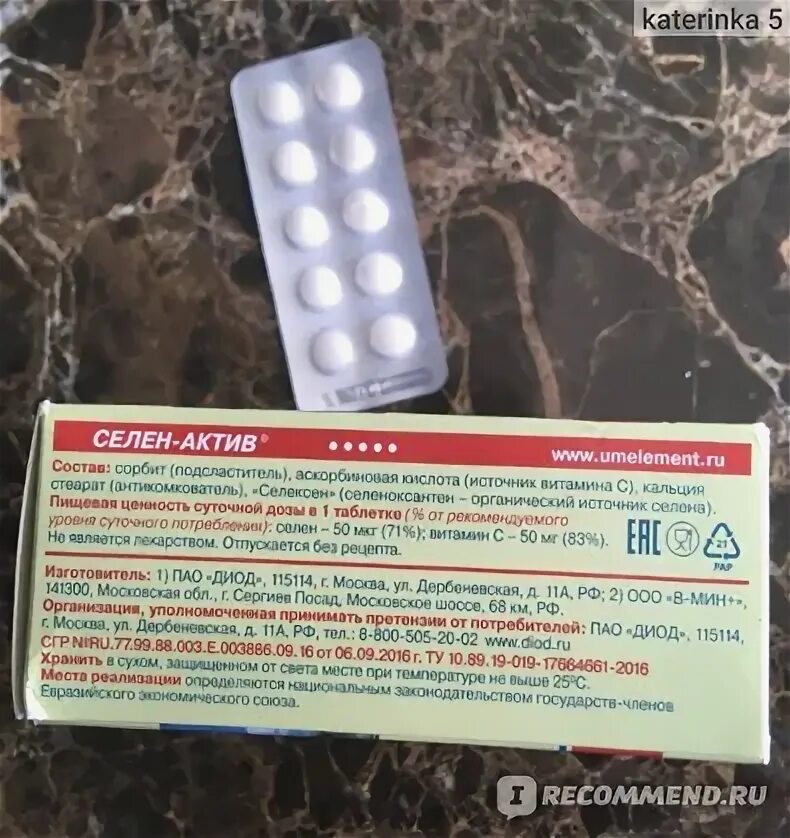 katerinka 5
СЕЛЕН-АКТИВ®
www.umelement.ru
Состав: сорбит (подсластитель), аскорбиновая кислота (источник витамина С), кальция
стеарат (антикомкователь), «Селексен» (селеноксантен – органический источник селена).
Пищевая ценность суточной дозы в 1 таблетке (% от рекомендуемого
уровня суточного потребления): селен – 50 мкг (71%); витамин С – 50 мг (83%).
Не является лекарством. Отпускается без рецепта.
EAC
21
PAP
Изготовитель: 1) ПАО «ДИОД», 115114, г. Москва, ул. Дербеневская, д. 11А, РФ; 2) ООО «В-МИН+»,
141300, Московская обл., г. Сергиев Посад, Московское шоссе, 68 км, РФ.
Организация, уполномоченная принимать претензии от потребителей: ПАО «ДИОД», 115114,
г. Москва, ул. Дербеневская, д. 11А, РФ, тел.: 8-800-505-20-02 www.diod.ru
СГР №RU.77.99.88.003.Е.003886.09.16 от 06.09.2016 г. ТУ 10.89.19-019-17664661-2016
Хранить в сухом, защищенном от света месте при температуре не выше 25°С.
Места реализации определяются национальным законодательством государств-членов
Евразийского экономического союза.
IRECOMMEND.RU